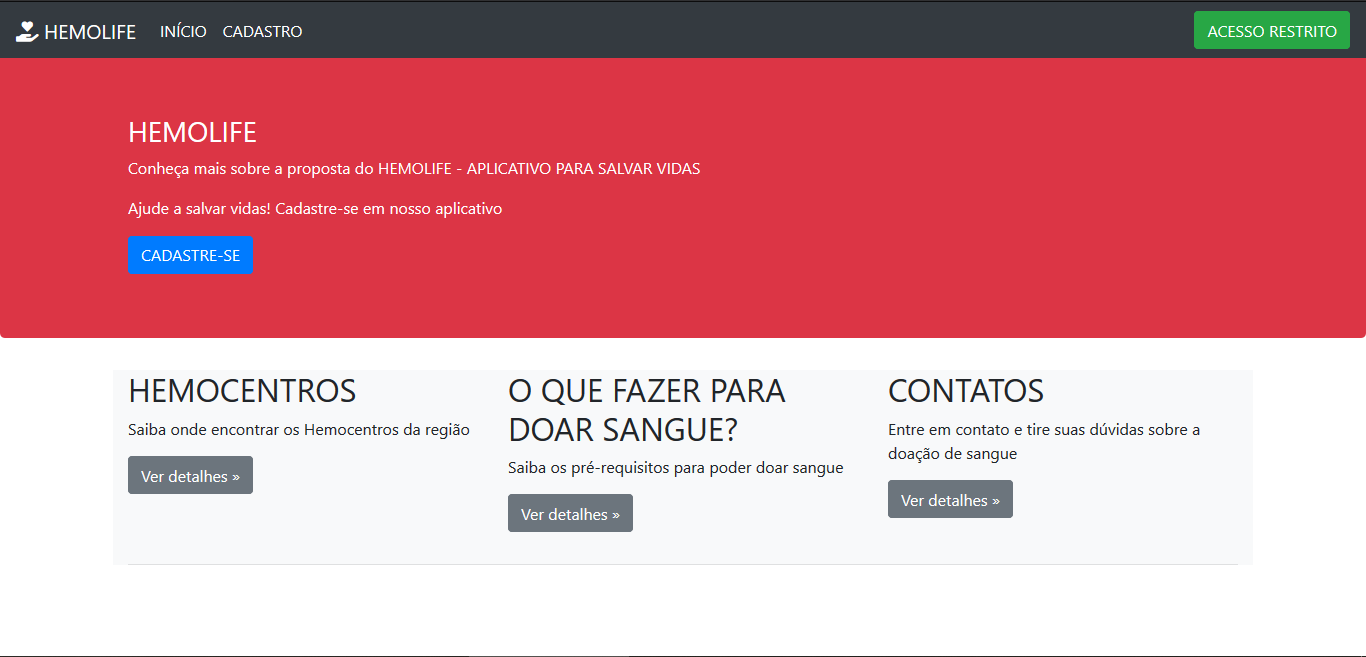 HEMOLIFE INÍCIO CADASTRO ACESSO RESTRITO
HEMOLIFE
Conheça mais sobre a proposta do HEMOLIFE - APLICATIVO PARA SALVAR VIDAS
Ajude a salvar vidas! Cadastre-se em nosso aplicativo
CADASTRE-SE
HEMOCENTROS
Saiba onde encontrar os Hemocentros da região
Ver detalhes »
O QUE FAZER PARA
DOAR SANGUE?
Saiba os pré-requisitos para poder doar sangue
Ver detalhes »
CONTATOS
Entre em contato e tire suas dúvidas sobre a
doação de sangue
Ver detalhes »